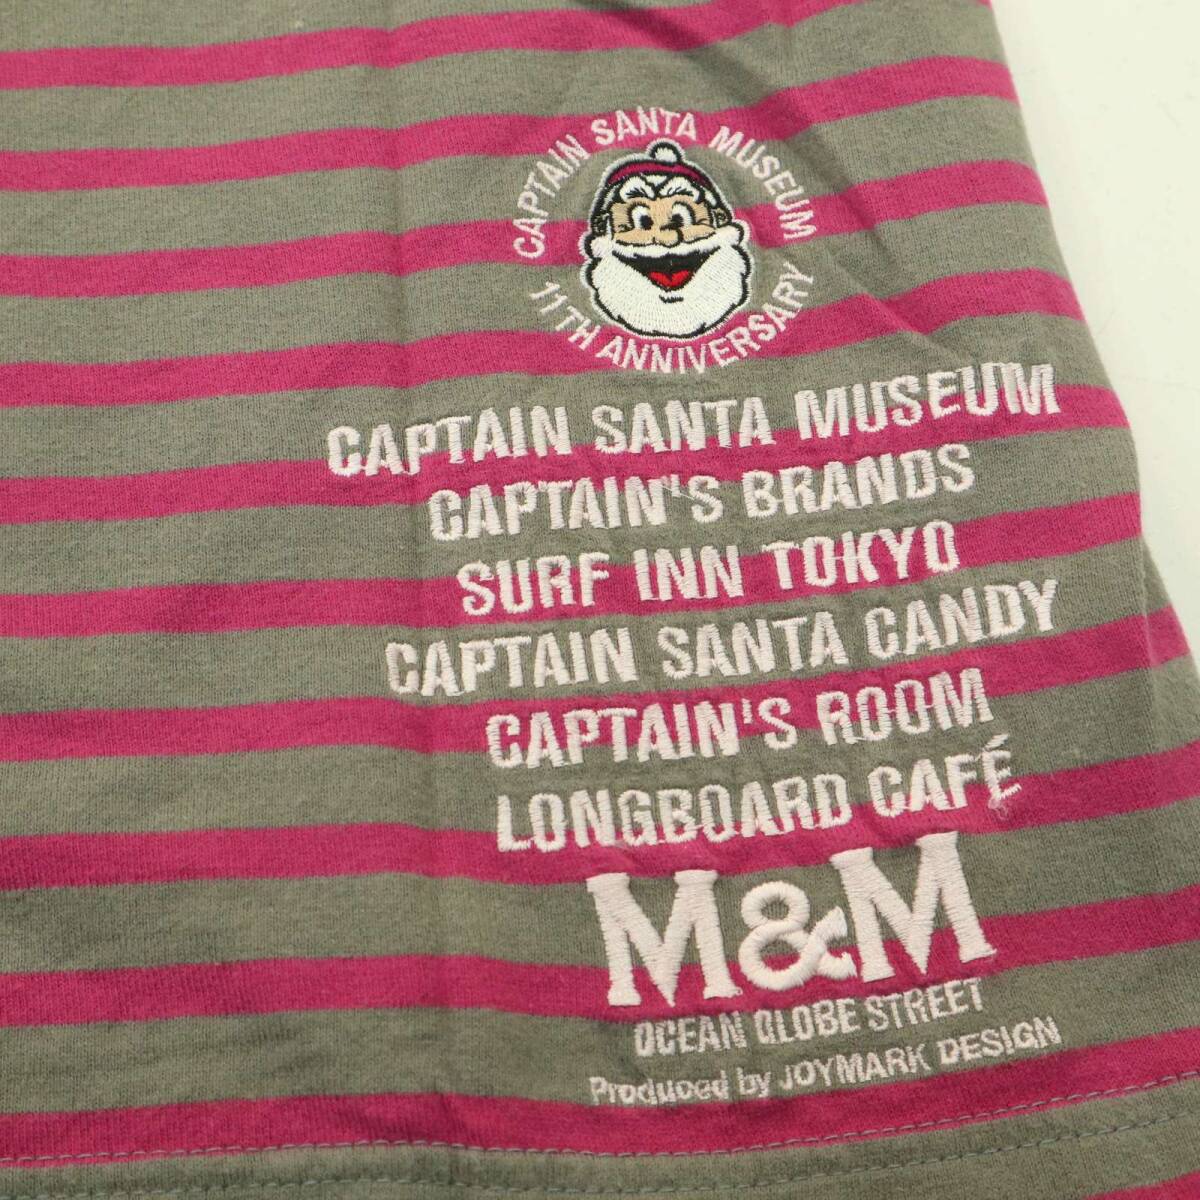 CAPTAIN SANTA MUSEUM
11TH ANNIVERSARY
CAPTAIN SANTA MUSEUM
CAPTAIN'S BRANDS
SURF INN TOKYO
CAPTAIN SANTA CANDY
CAPTAIN'S ROOM
LONGBOARD CAFÉ
M&M
OCEAN GLOBE STREET
Produced by JOYMARK DESIGN